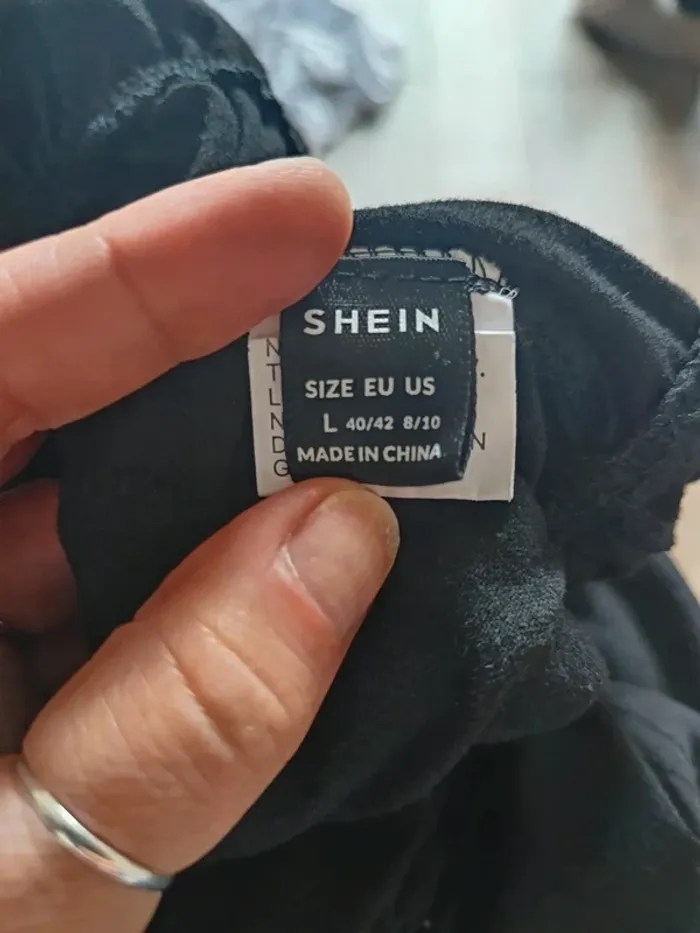 SHEIN
SIZE EU US
L 40/42 8/10
MADE IN CHINA